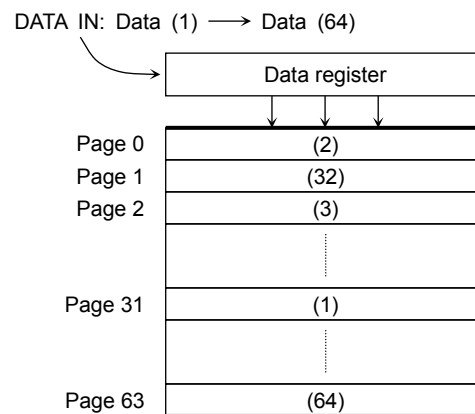 DATA IN: Data (1) ⟶ Data (64)
Data register
Page 0 (2)
Page 1 (32)
Page 2 (3)
Page 31 (1)
Page 63 (64)